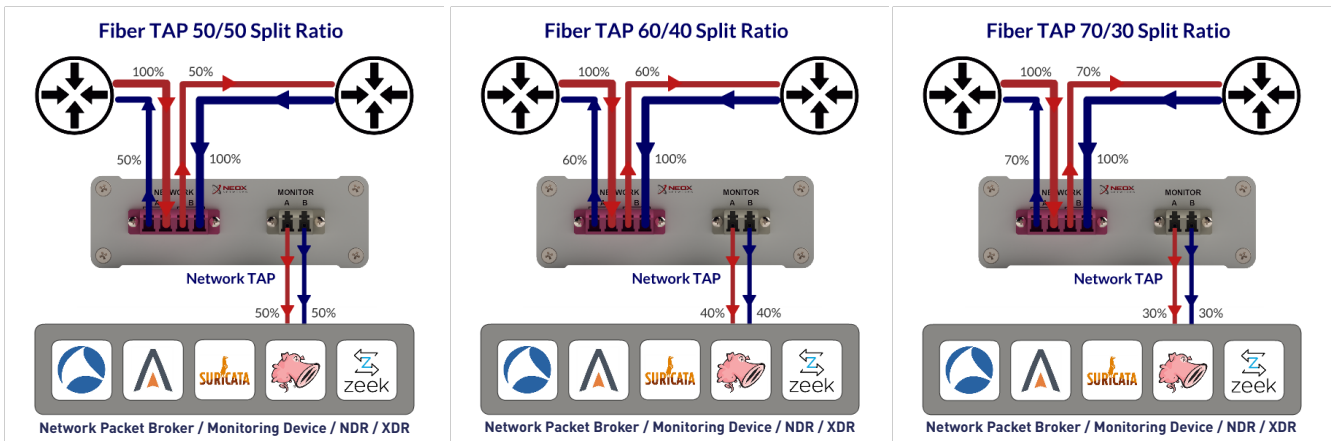 Fiber TAP 50/50 Split Ratio
100%
50%
50%
100%
NETWORK
NEOX
MONITOR
A
B
A
B
Network TAP
50%
50%
SURICATA
zeek
Network Packet Broker / Monitoring Device / NDR / XDR
Fiber TAP 60/40 Split Ratio
100%
60%
60%
100%
NETWORK
NEOX
MONITOR
A
B
A
B
Network TAP
40%
40%
SURICATA
zeek
Network Packet Broker / Monitoring Device / NDR / XDR
Fiber TAP 70/30 Split Ratio
100%
70%
70%
100%
NETWORK
NEOX
MONITOR
A
B
A
B
Network TAP
30%
30%
SURICATA
zeek
Network Packet Broker / Monitoring Device / NDR / XDR